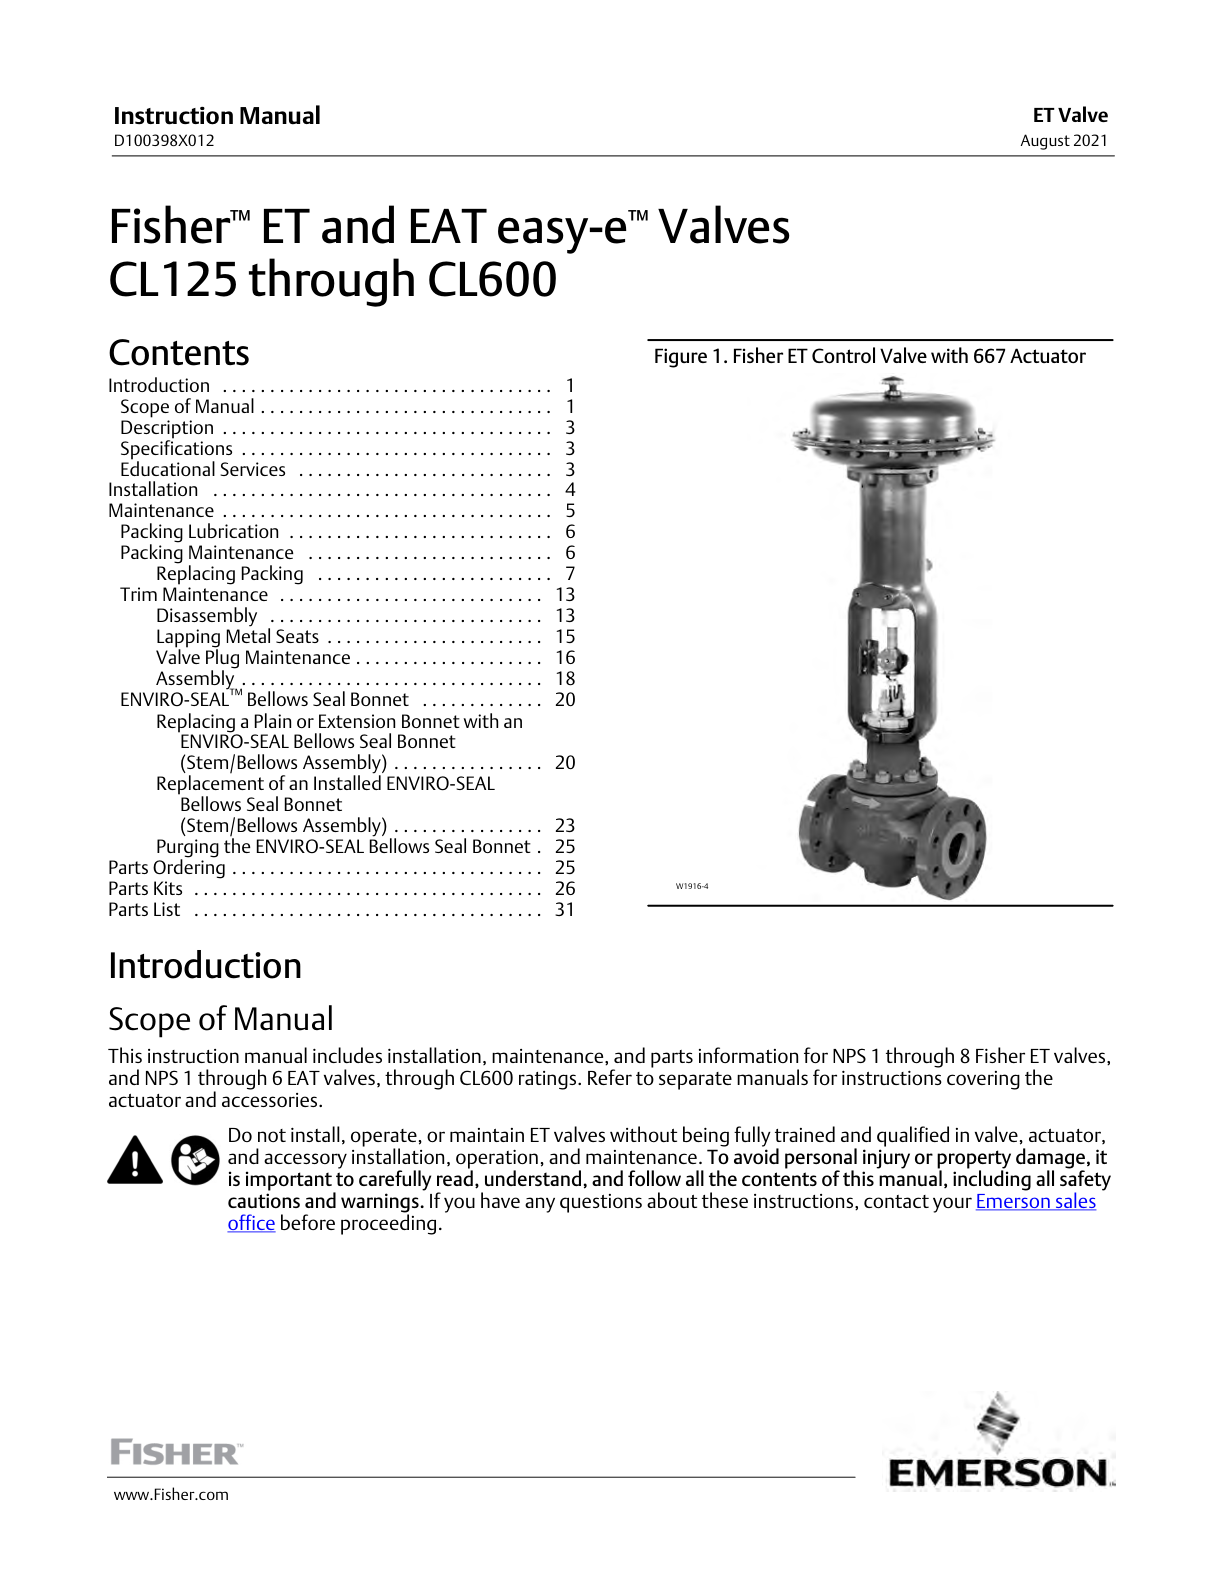 Instruction Manual
D100398X012
ET Valve
August 2021
Fisher™ ET and EAT easy-e™ Valves
CL125 through CL600
Contents
Introduction . . . . . . . . . . . . . . . . . . . . . . . . . . . . . . . . . . . 1
Scope of Manual . . . . . . . . . . . . . . . . . . . . . . . . . . . . . . . 1
Description . . . . . . . . . . . . . . . . . . . . . . . . . . . . . . . . . . . 3
Specifications . . . . . . . . . . . . . . . . . . . . . . . . . . . . . . . . . 3
Educational Services . . . . . . . . . . . . . . . . . . . . . . . . . . . 3
Installation . . . . . . . . . . . . . . . . . . . . . . . . . . . . . . . . . . . . 4
Maintenance . . . . . . . . . . . . . . . . . . . . . . . . . . . . . . . . . . . 5
Packing Lubrication . . . . . . . . . . . . . . . . . . . . . . . . . . . . 6
Packing Maintenance . . . . . . . . . . . . . . . . . . . . . . . . . . 6
Replacing Packing . . . . . . . . . . . . . . . . . . . . . . . . . 7
Trim Maintenance . . . . . . . . . . . . . . . . . . . . . . . . . . . . 13
Disassembly . . . . . . . . . . . . . . . . . . . . . . . . . . . . . 13
Lapping Metal Seats . . . . . . . . . . . . . . . . . . . . . . . 15
Valve Plug Maintenance . . . . . . . . . . . . . . . . . . . . 16
Assembly . . . . . . . . . . . . . . . . . . . . . . . . . . . . . . . . 18
ENVIRO-SEAL™ Bellows Seal Bonnet . . . . . . . . . . . . . 20
Replacing a Plain or Extension Bonnet with an
ENVIRO-SEAL Bellows Seal Bonnet
(Stem/Bellows Assembly) . . . . . . . . . . . . . . . . 20
Replacement of an Installed ENVIRO-SEAL
Bellows Seal Bonnet
(Stem/Bellows Assembly) . . . . . . . . . . . . . . . . 23
Purging the ENVIRO-SEAL Bellows Seal Bonnet . 25
Parts Ordering . . . . . . . . . . . . . . . . . . . . . . . . . . . . . . . . . 25
Parts Kits . . . . . . . . . . . . . . . . . . . . . . . . . . . . . . . . . . . . . 26
Parts List . . . . . . . . . . . . . . . . . . . . . . . . . . . . . . . . . . . . . 31
Figure 1. Fisher ET Control Valve with 667 Actuator
W1916-4
Introduction
Scope of Manual
This instruction manual includes installation, maintenance, and parts information for NPS 1 through 8 Fisher ET valves,
and NPS 1 through 6 EAT valves, through CL600 ratings. Refer to separate manuals for instructions covering the
actuator and accessories.
Do not install, operate, or maintain ET valves without being fully trained and qualified in valve, actuator,
and accessory installation, operation, and maintenance. To avoid personal injury or property damage, it
is important to carefully read, understand, and follow all the contents of this manual, including all safety
cautions and warnings. If you have any questions about these instructions, contact your Emerson sales
office before proceeding.
FISHER™
www.Fisher.com
EMERSON